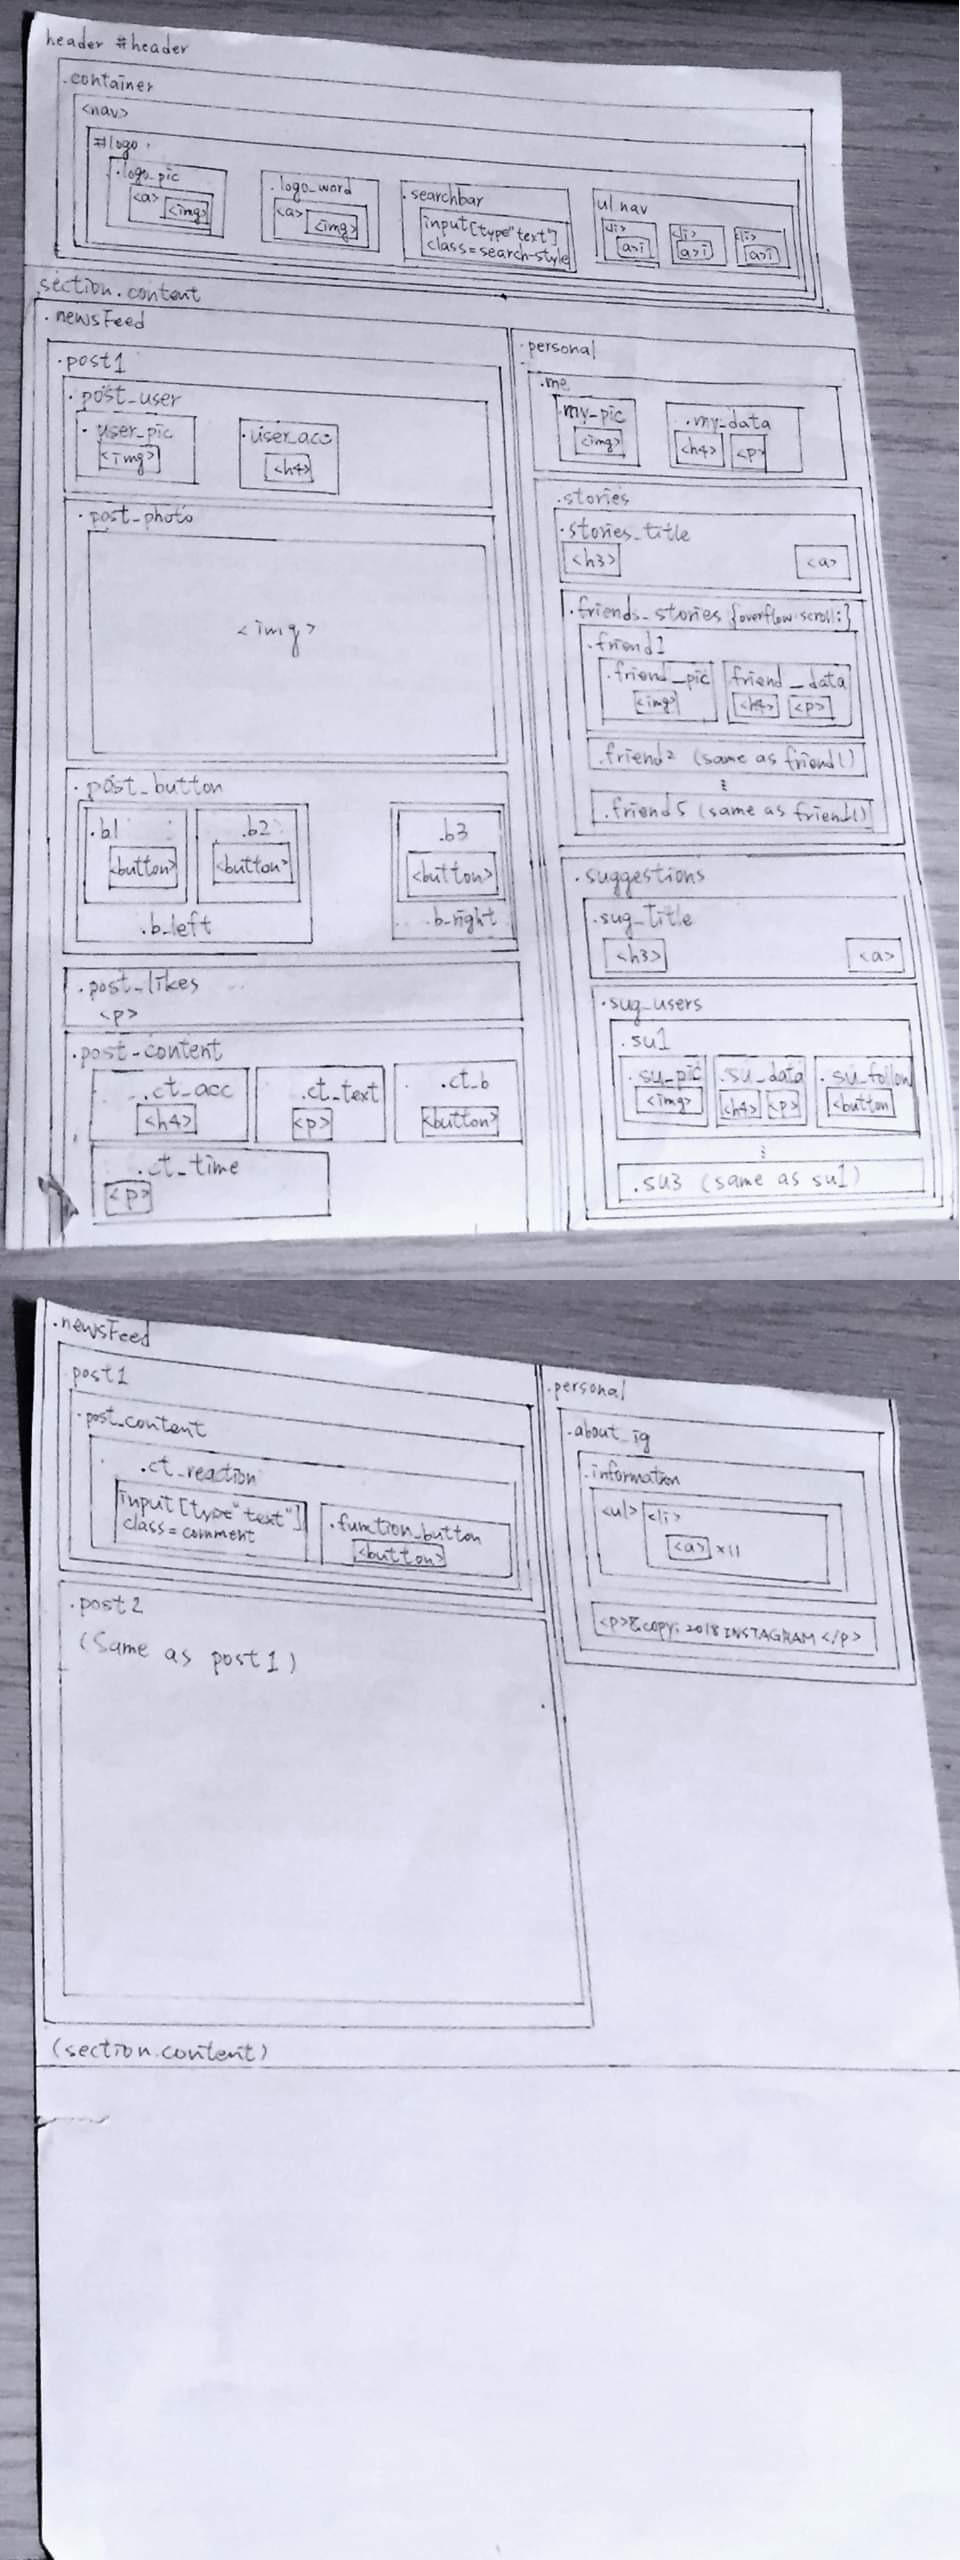 header #header
.container
<nav>
#logo
.logo_pic
<a>
<img>
.logo_word
<a>
<img>
.searchbar
input[type"text"]
class=search-style
ul nav
<li>
a>i
<li>
a>i
<li>
a>i
section.content
.newsFeed
.post1
.post_user
.user_pic
<img>
.user_acc
<h4>
.post_photo
<img>
.post_button
.b1
<button>
.b2
<button>
.b_left
.b3
<button>
.b_right
.post_likes
<p>
.post_content
.ct_acc
<h4>
.ct_text
<p>
.ct_b
<button>
.ct_time
<p>
.personal
.me
.my_pic
<img>
.my_data
<h4>
<p>
.stories
.stories_title
<h3>
<a>
.friends_stories {overflow:scroll;}
.friend1
.friend_pic
<img>
friend_data
<h4>
<p>
.friend2 (same as friend1)
.friend5 (same as friend1)
.suggestions
.sug_title
<h3>
<a>
.sug_users
.su1
.su_pic
<img>
.su_data
<h4>
<p>
.su_follow
<button
.su3 (same as su1)
.newsFeed
post1
.post_content
.ct_reaction
input[type"text"]
class=comment
.function_button
<button>
.post2
(Same as post1)
.personal
.about_ig
.information
<ul>
<li>
<a> x11
<p>&copy; 2018 INSTAGRAM </p>
(section.content)